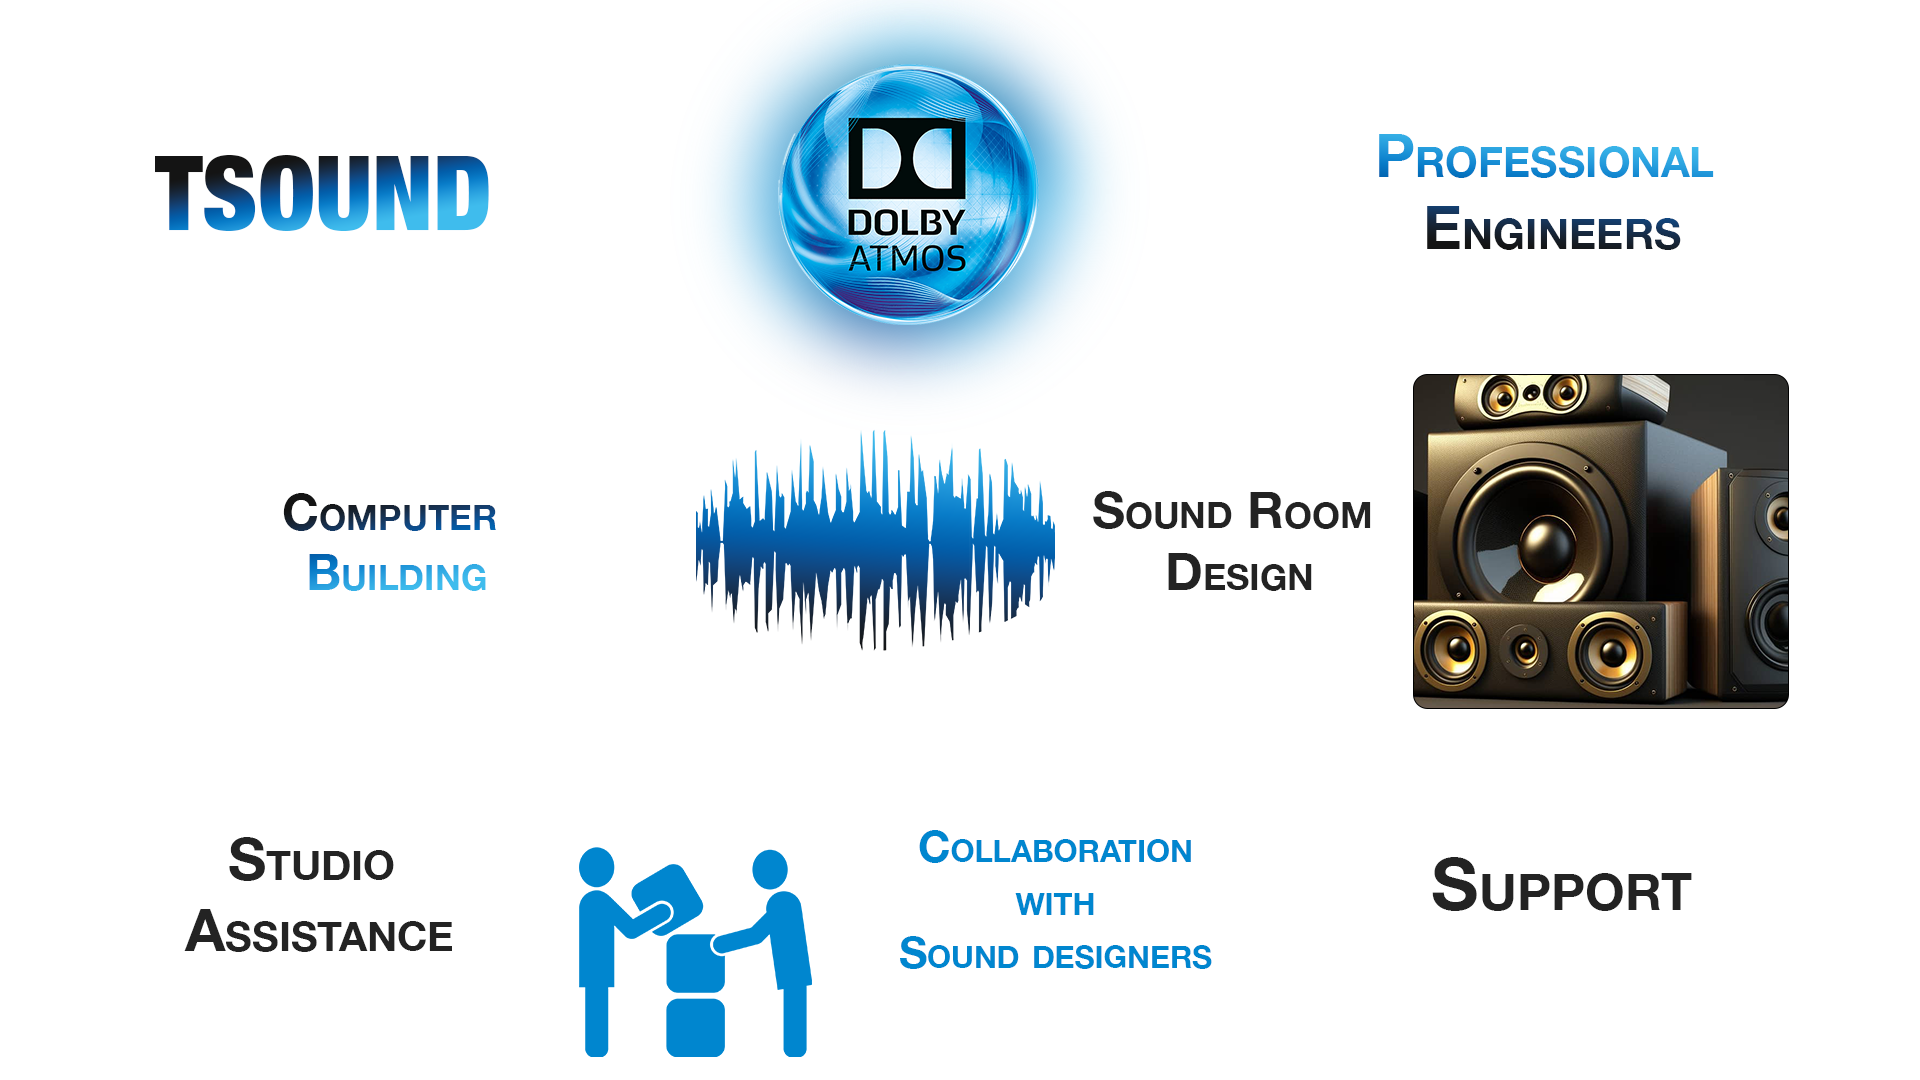 TSOUND
DOLBY
ATMOS
Professional
Engineers
Computer
Building
Sound Room
Design
Studio
Assistance
Collaboration
with
Sound designers
Support